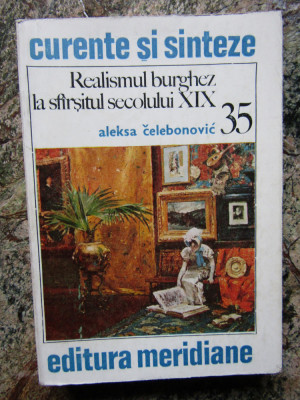 curente și sinteze
Realismul burghez
la sfîrșitul secolului XIX
aleksa čelebonović 35
editura meridiane